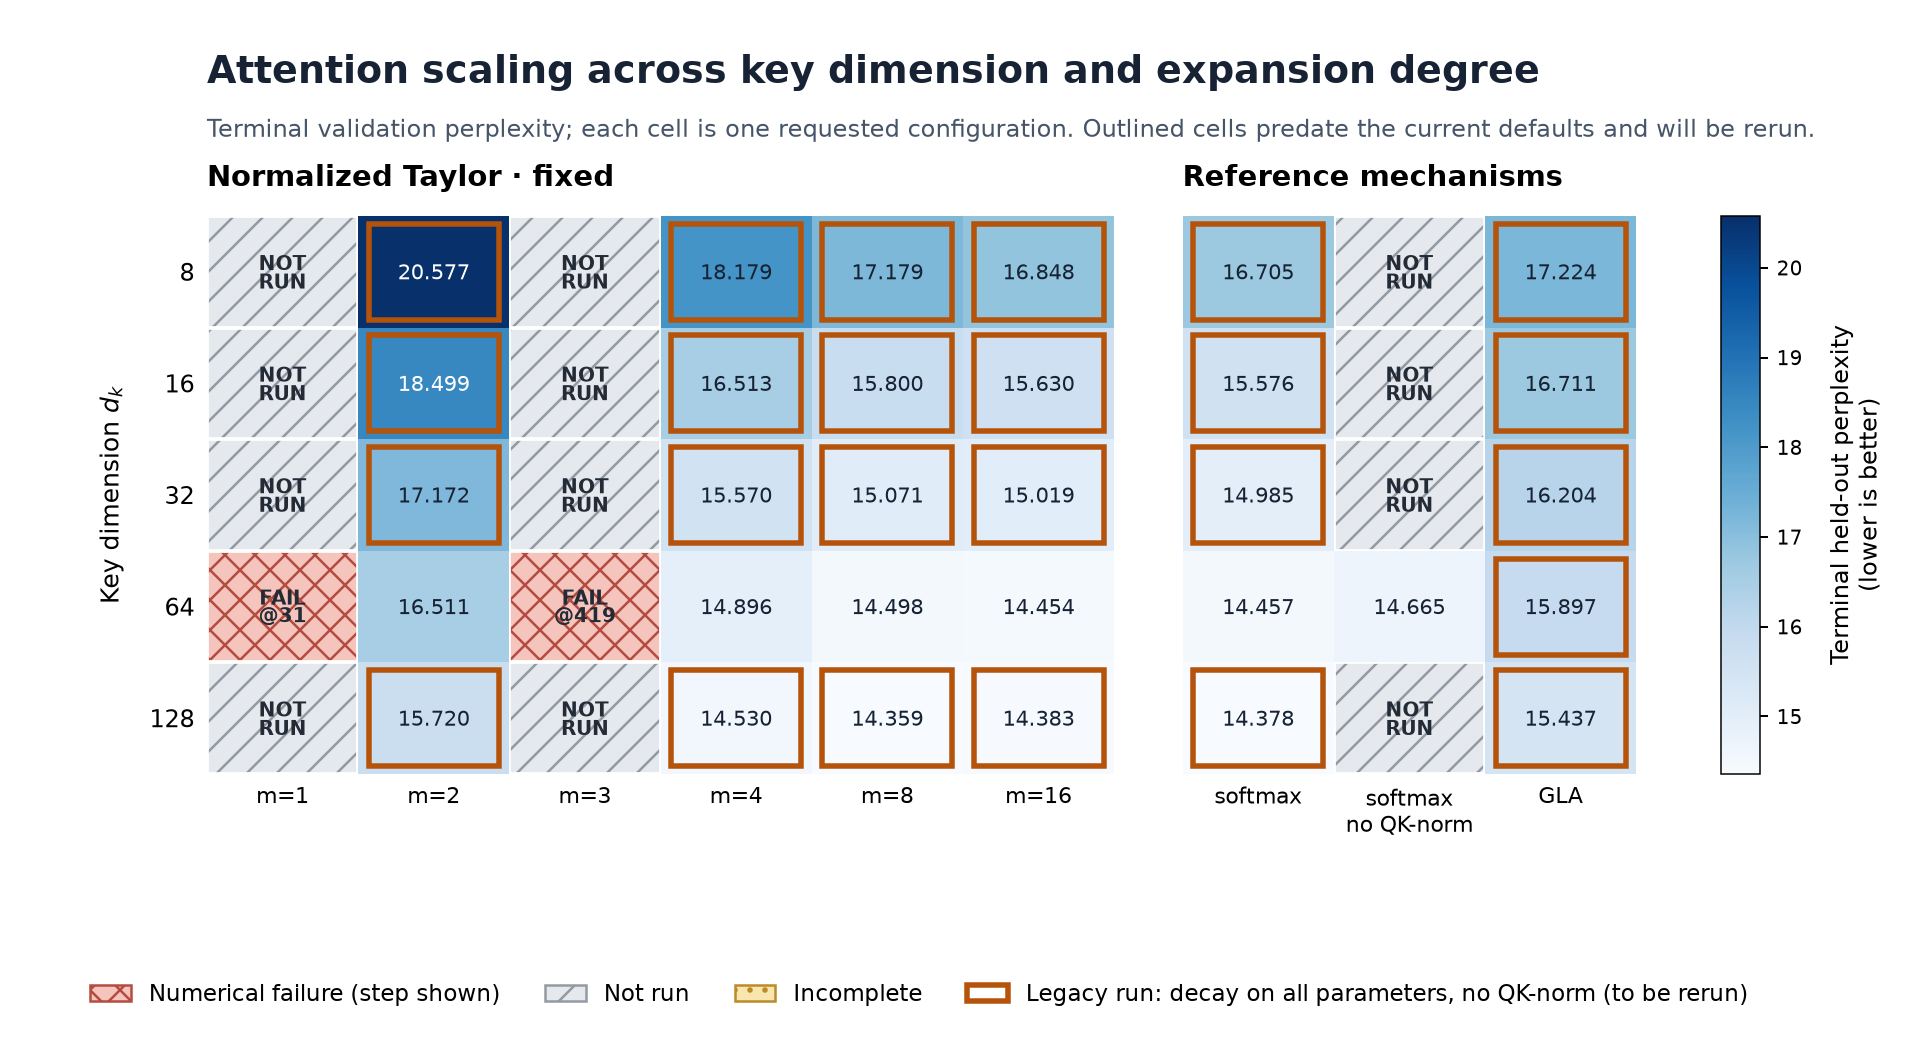 Attention scaling across key dimension and expansion degree
Terminal validation perplexity; each cell is one requested configuration. Outlined cells predate the current defaults and will be rerun.
Normalized Taylor · fixed
Reference mechanisms
Key dimension d_k
8
NOT RUN
20.577
NOT RUN
18.179
17.179
16.848
16.705
NOT RUN
17.224
16
NOT RUN
18.499
NOT RUN
16.513
15.800
15.630
15.576
NOT RUN
16.711
32
NOT RUN
17.172
NOT RUN
15.570
15.071
15.019
14.985
NOT RUN
16.204
64
FAIL @31
16.511
FAIL @419
14.896
14.498
14.454
14.457
14.665
15.897
128
NOT RUN
15.720
NOT RUN
14.530
14.359
14.383
14.378
NOT RUN
15.437
m=1
m=2
m=3
m=4
m=8
m=16
softmax
softmax
no QK-norm
GLA
20
19
18
17
16
15
Terminal held-out perplexity
(lower is better)
Numerical failure (step shown)
Not run
Incomplete
Legacy run: decay on all parameters, no QK-norm (to be rerun)